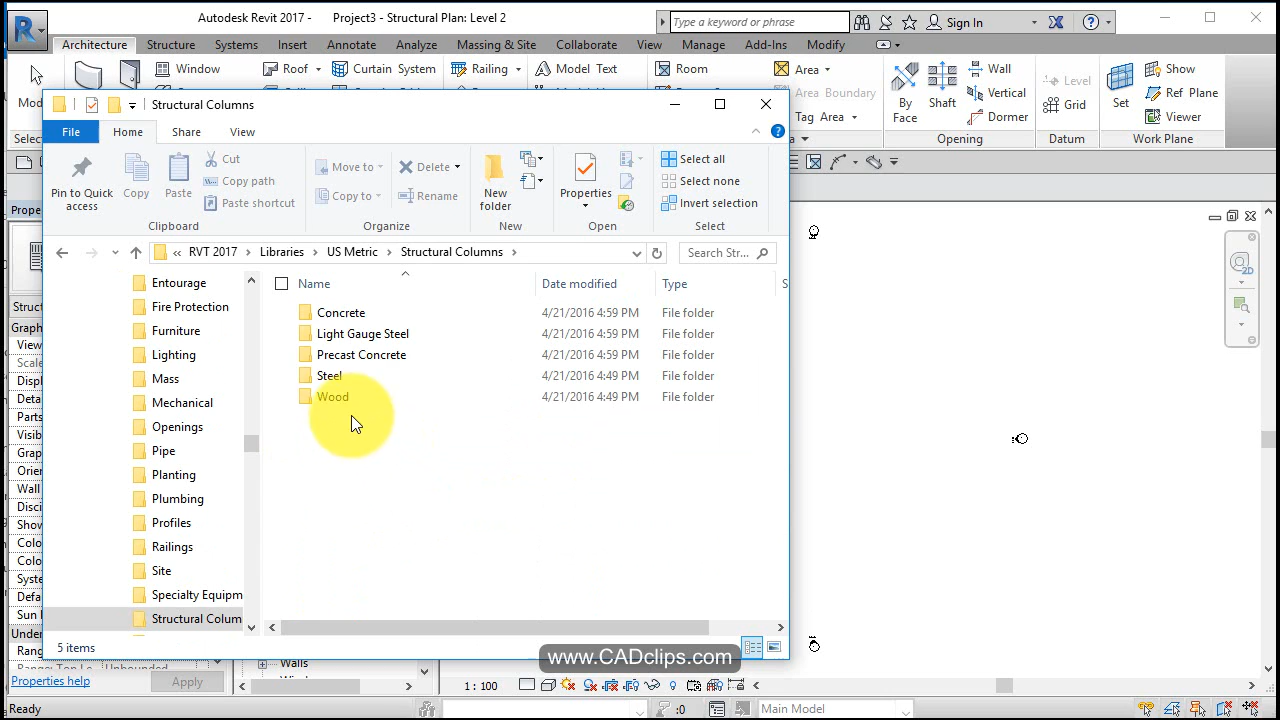 Autodesk Revit 2017 - Project3 - Structural Plan: Level 2
Type a keyword or phrase
Sign In
Architecture Structure Systems Insert Annotate Analyze Massing & Site Collaborate View Manage Add-Ins Modify
Window Roof Curtain System Railing Model Text Room Area Wall Level Show
By Face Shaft Vertical Grid Set Ref Plane
Area Boundary
Tag Area Dormer Viewer
Opening Datum Work Plane
Structural Columns
File Home Share View
Pin to Quick access
Copy
Paste
Cut
Copy path
Paste shortcut
Clipboard
Move to
Copy to
Delete
Rename
Organize
New folder
New
Properties
Open
Select all
Select none
Invert selection
Select
« RVT 2017 > Libraries > US Metric > Structural Columns >
Search Str...
Entourage
Fire Protection
Furniture
Lighting
Mass
Mechanical
Openings
Pipe
Planting
Plumbing
Profiles
Railings
Site
Specialty Equipm
Structural Colum
Name Date modified Type S
Concrete 4/21/2016 4:59 PM File folder
Light Gauge Steel 4/21/2016 4:59 PM File folder
Precast Concrete 4/21/2016 4:59 PM File folder
Steel 4/21/2016 4:49 PM File folder
Wood 4/21/2016 4:49 PM File folder
5 items
www.CADclips.com
Walls
Properties help
Apply
1 : 100
Ready
:0
Main Model